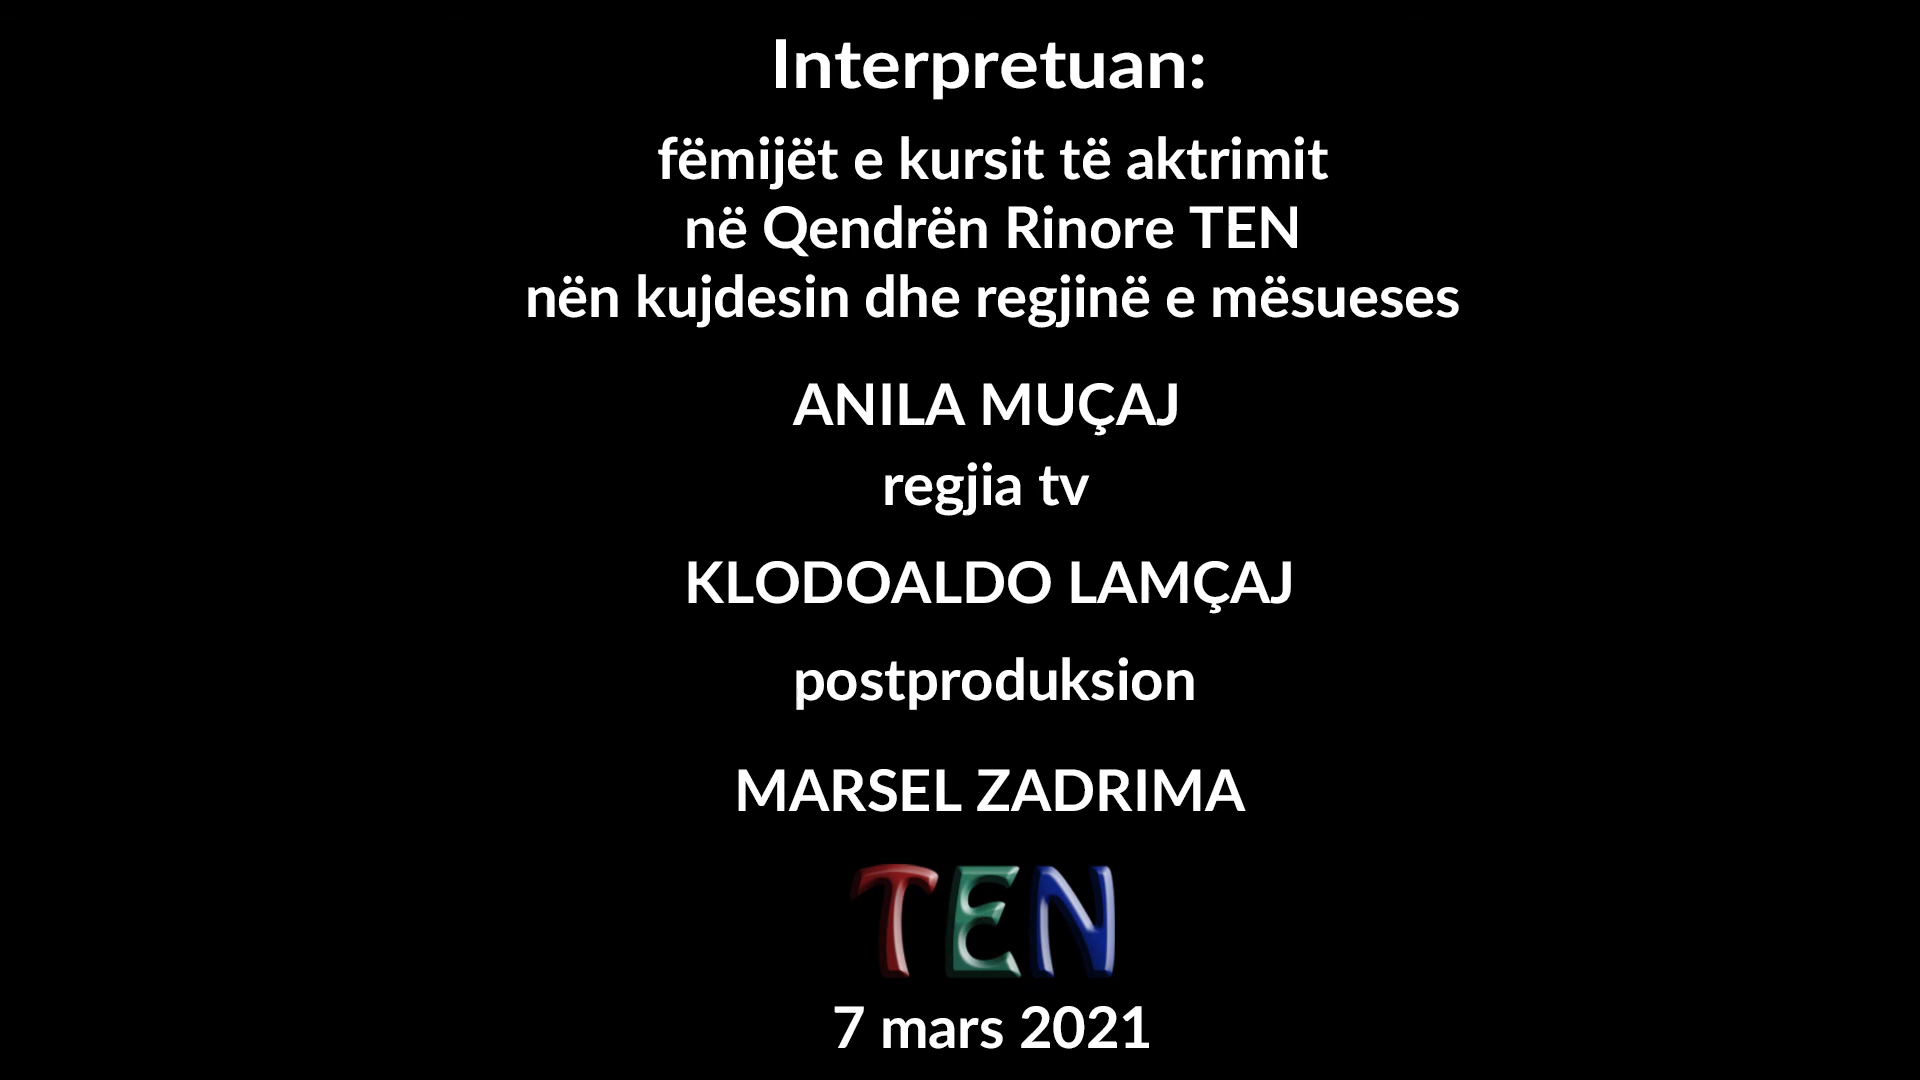 Interpretuan:
fëmijët e kursit të aktrimit
në Qendrën Rinore TEN
nën kujdesin dhe regjinë e mësueses
ANILA MUÇAJ
regjia tv
KLODOALDO LAMÇAJ
postproduksion
MARSEL ZADRIMA
TEN
7 mars 2021